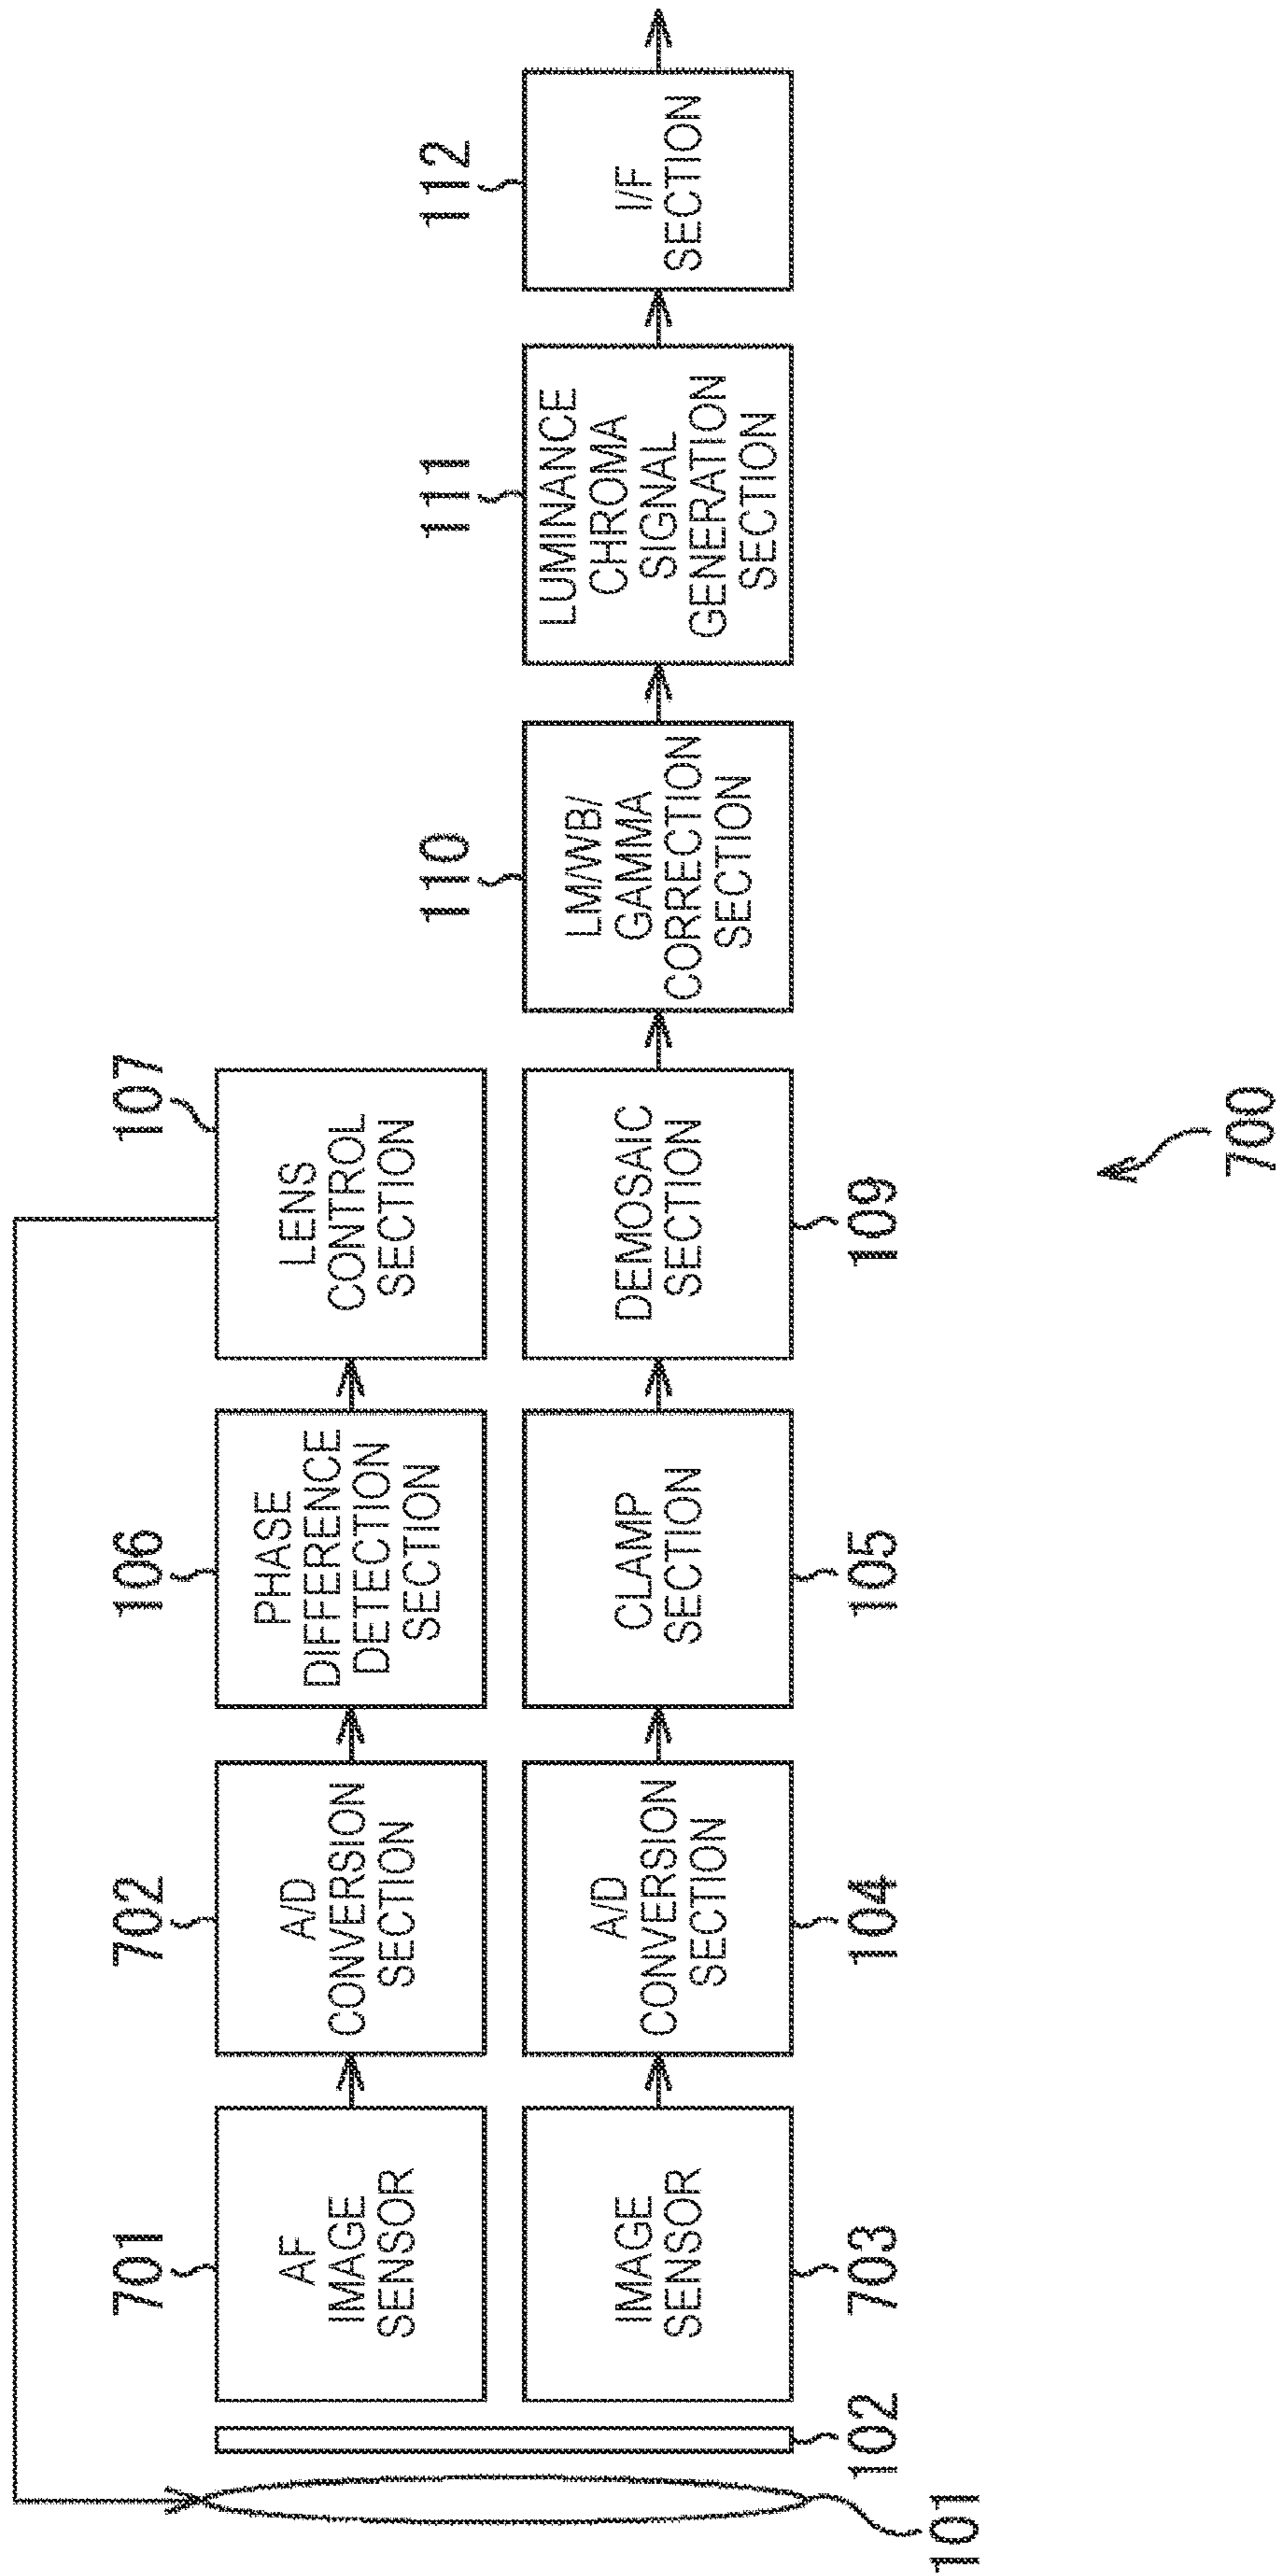 107
LENS
CONTROL
SECTION
106
PHASE
DIFFERENCE
DETECTION
SECTION
702
A/D
CONVERSION
SECTION
701
AF
IMAGE
SENSOR
112
I/F
SECTION
111
LUMINANCE
CHROMA
SIGNAL
GENERATION
SECTION
110
LM/WB/
GAMMA
CORRECTION
SECTION
DEMOSAIC
SECTION
109
CLAMP
SECTION
105
A/D
CONVERSION
SECTION
104
IMAGE
SENSOR
703
102
101
700